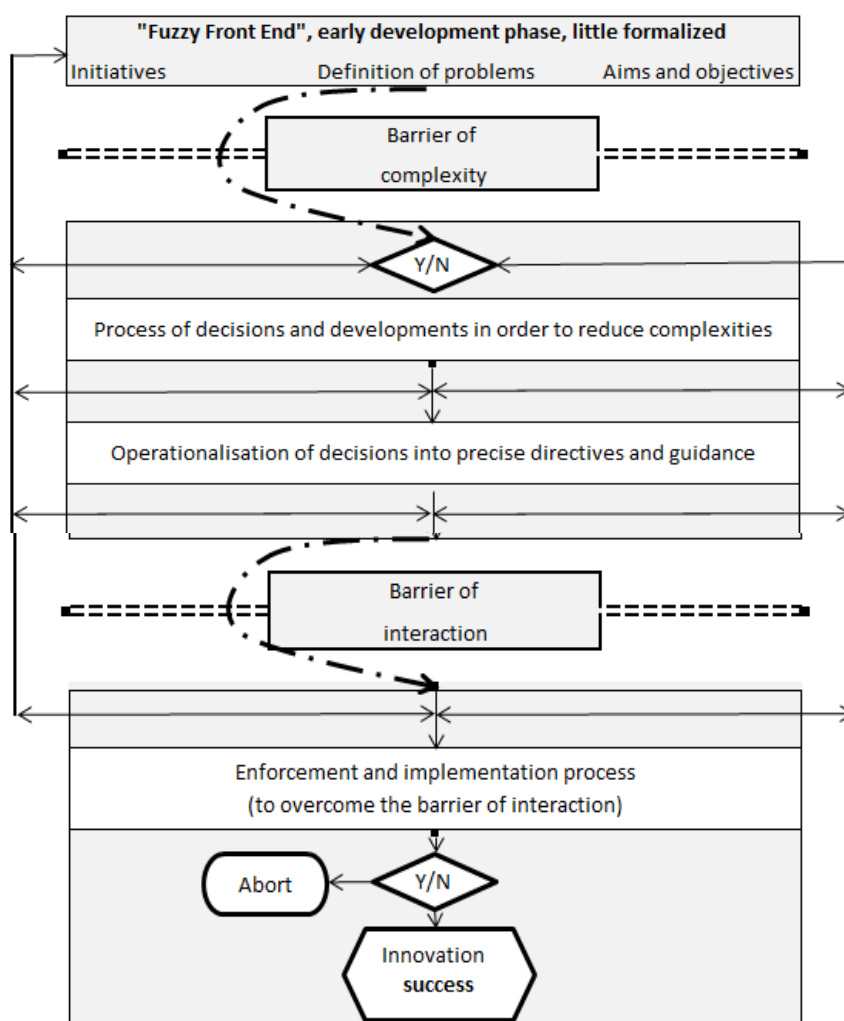 "Fuzzy Front End", early development phase, little formalized
Initiatives Definition of problems Aims and objectives
Barrier of
complexity
Y/N
Process of decisions and developments in order to reduce complexities
Operationalisation of decisions into precise directives and guidance
Barrier of
interaction
Enforcement and implementation process
(to overcome the barrier of interaction)
Abort
Y/N
Innovation
success